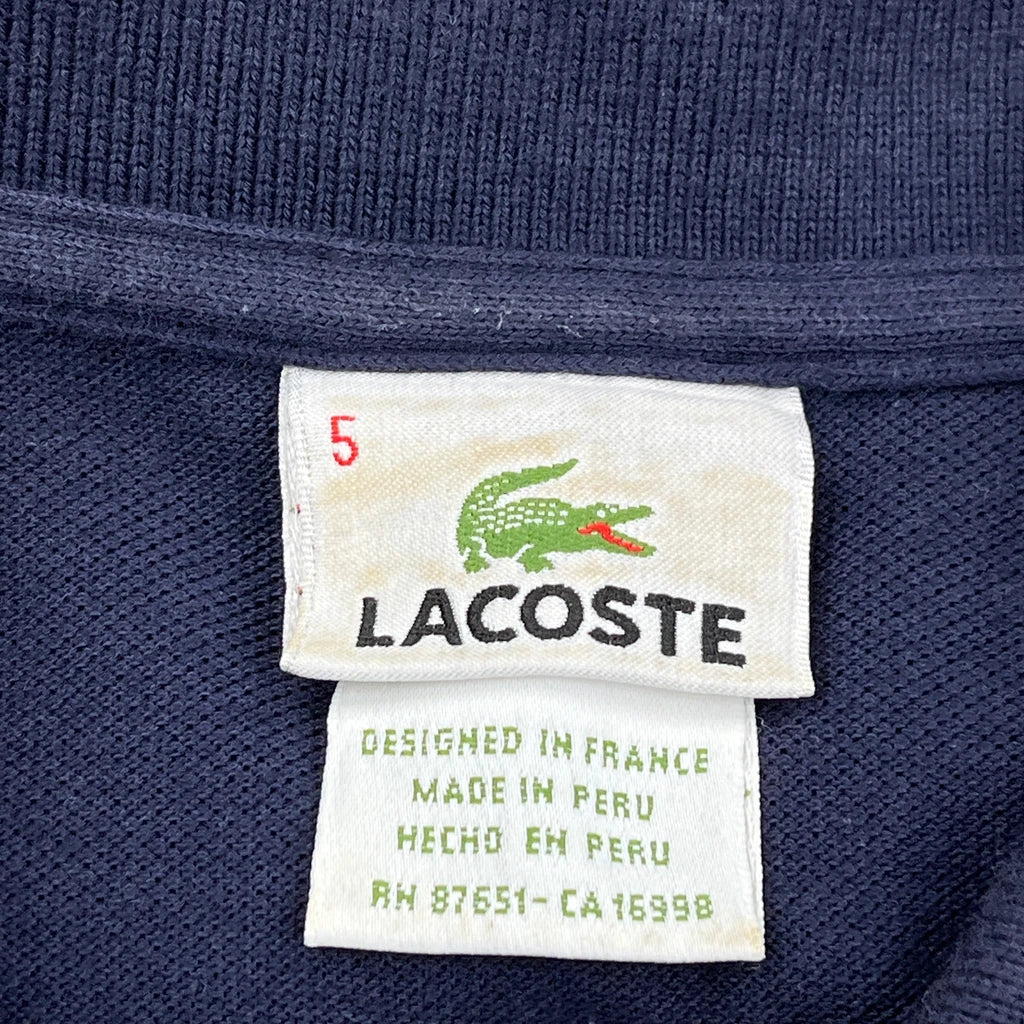 5
LACOSTE
DESIGNED IN FRANCE
MADE IN PERU
HECHO EN PERU
RN 87651-CA 16998